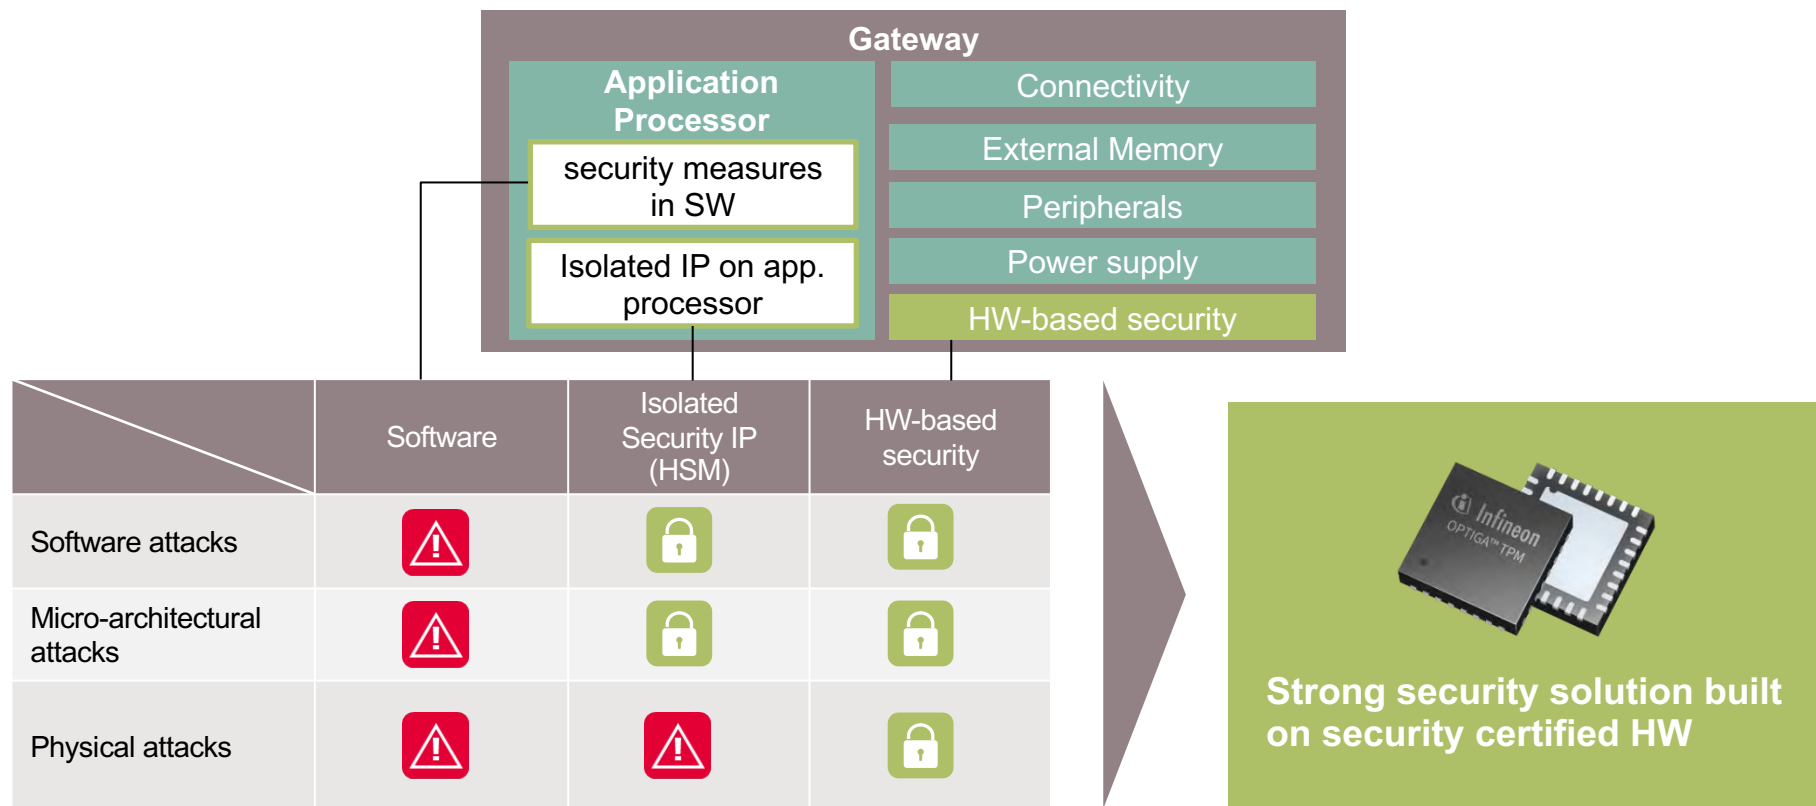 Gateway
Application
Processor
security measures
in SW
Isolated IP on app.
processor
Connectivity
External Memory
Peripherals
Power supply
HW-based security
Software
Isolated
Security IP
(HSM)
HW-based
security
Software attacks
Micro-architectural
attacks
Physical attacks
Infineon
OPTIGA™ TPM
Strong security solution built
on security certified HW